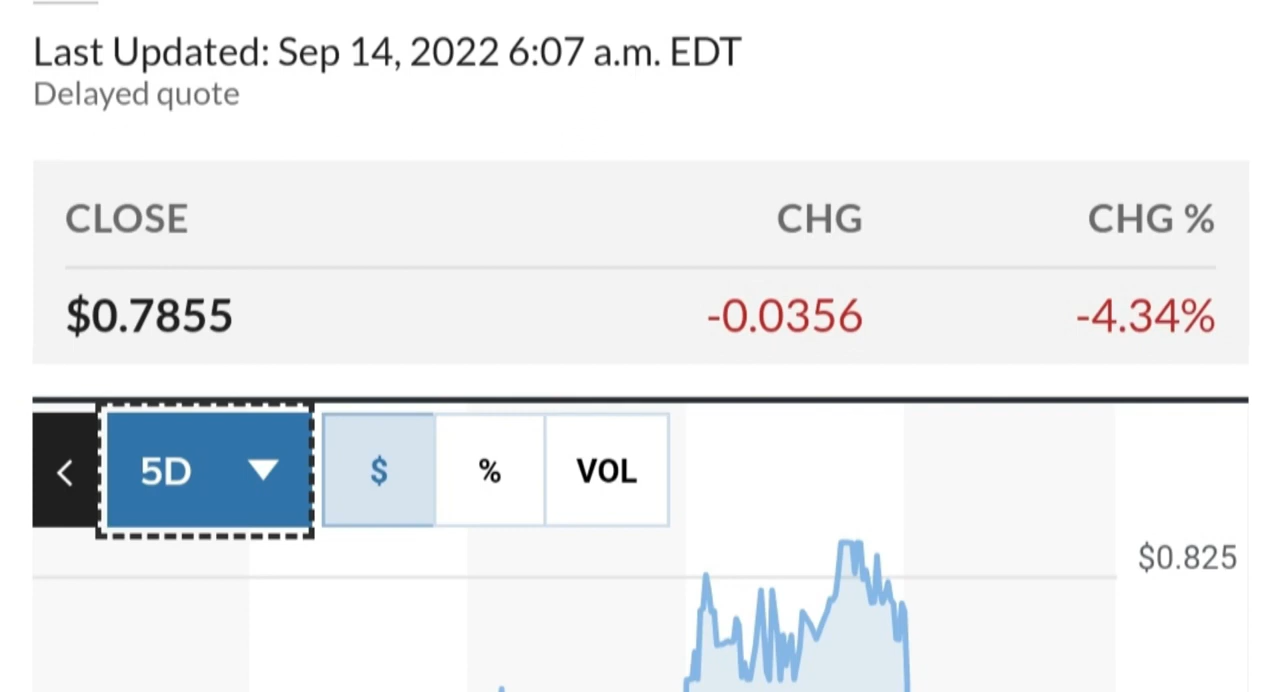 Last Updated: Sep 14, 2022 6:07 a.m. EDT
Delayed quote
CLOSE CHG CHG %
$0.7855 -0.0356 -4.34%
5D $ % VOL
$0.825